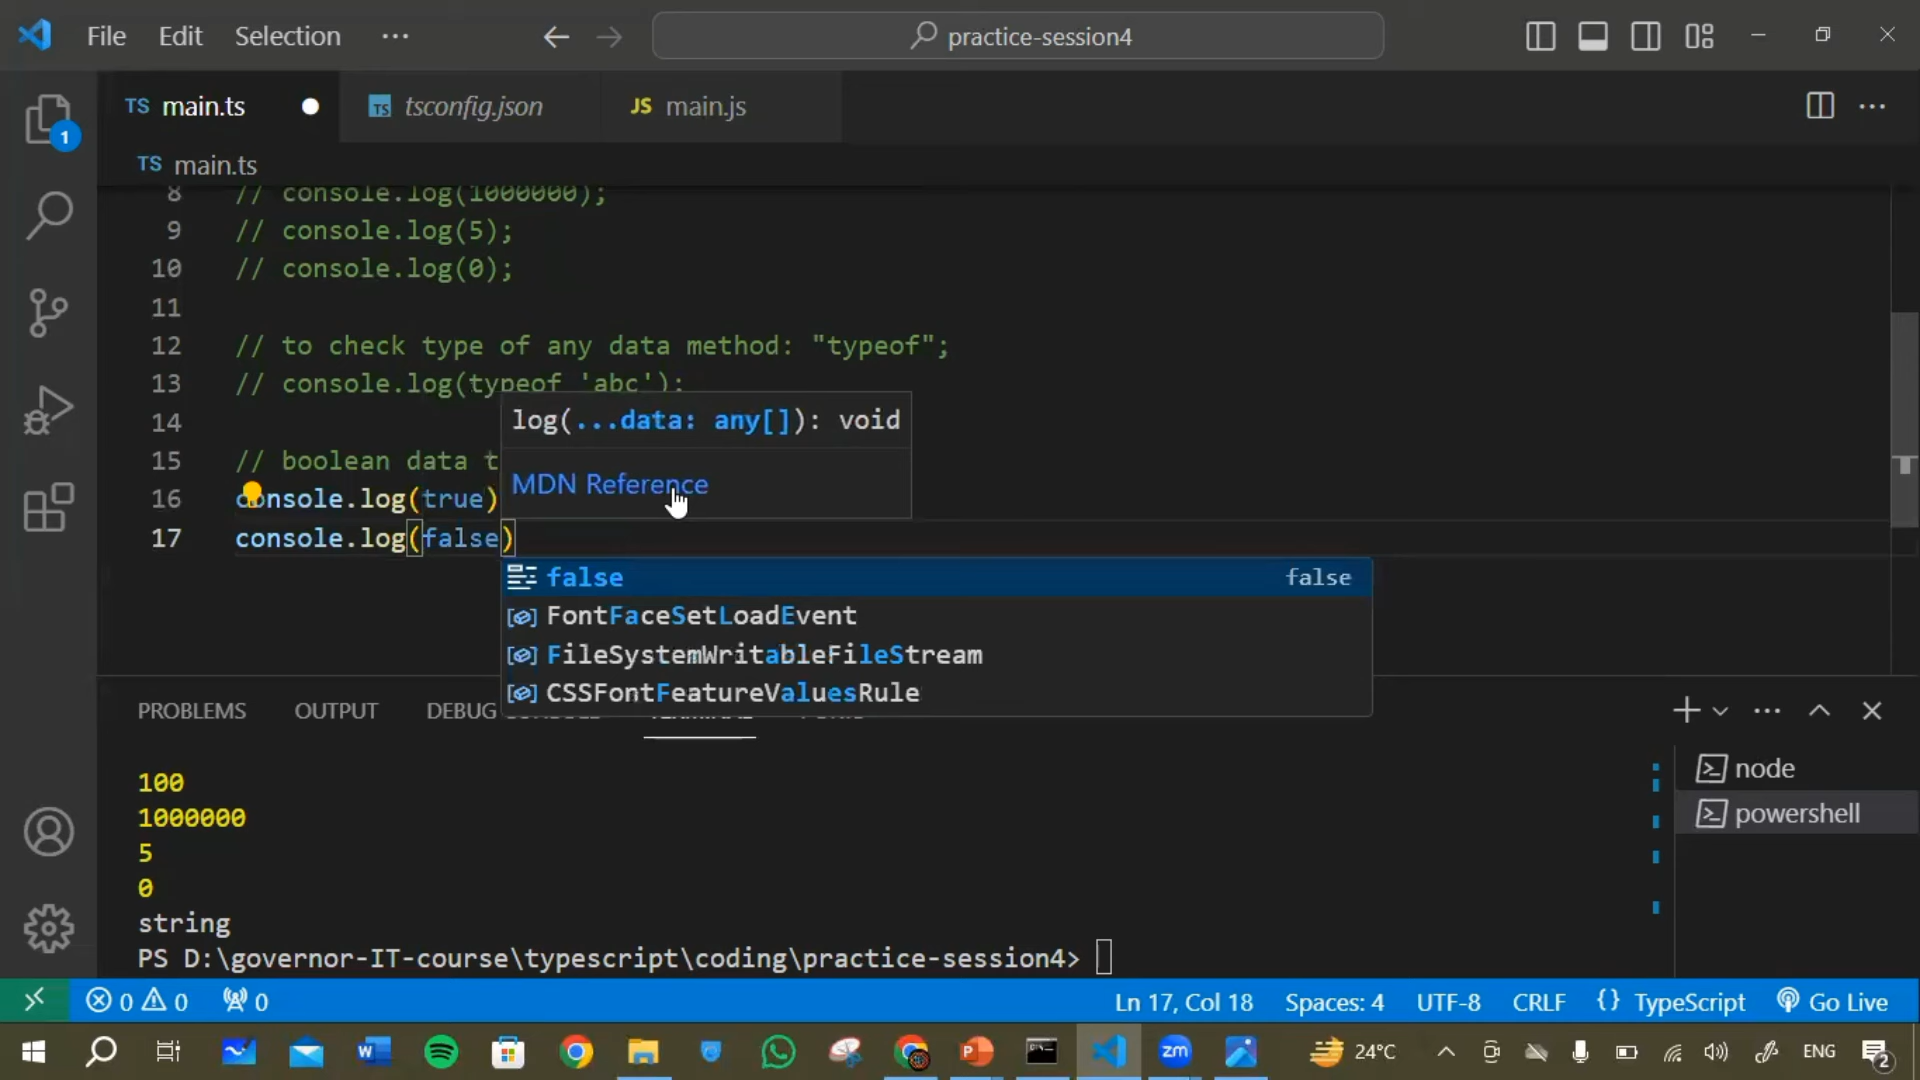 File Edit Selection ··· practice-session4
TS main.ts TS tsconfig.json JS main.js
TS main.ts
8 // console.log(1000000);
9 // console.log(5);
10 // console.log(0);
11
12 // to check type of any data method: "typeof";
13 // console.log(typeof 'abc');
14
log(...data: any[]): void
15 // boolean data t
MDN Reference
16 console.log(true)
17 console.log(false)
false false
FontFaceSetLoadEvent
FileSystemWritableFileStream
CSSFontFeatureValuesRule
PROBLEMS OUTPUT DEBUG
100
1000000
5
0
string
PS D:\governor-IT-course\typescript\coding\practice-session4>
node
powershell
0 0 0 Ln 17, Col 18 Spaces: 4 UTF-8 CRLF {} TypeScript Go Live
24°C ENG 2
1
zm